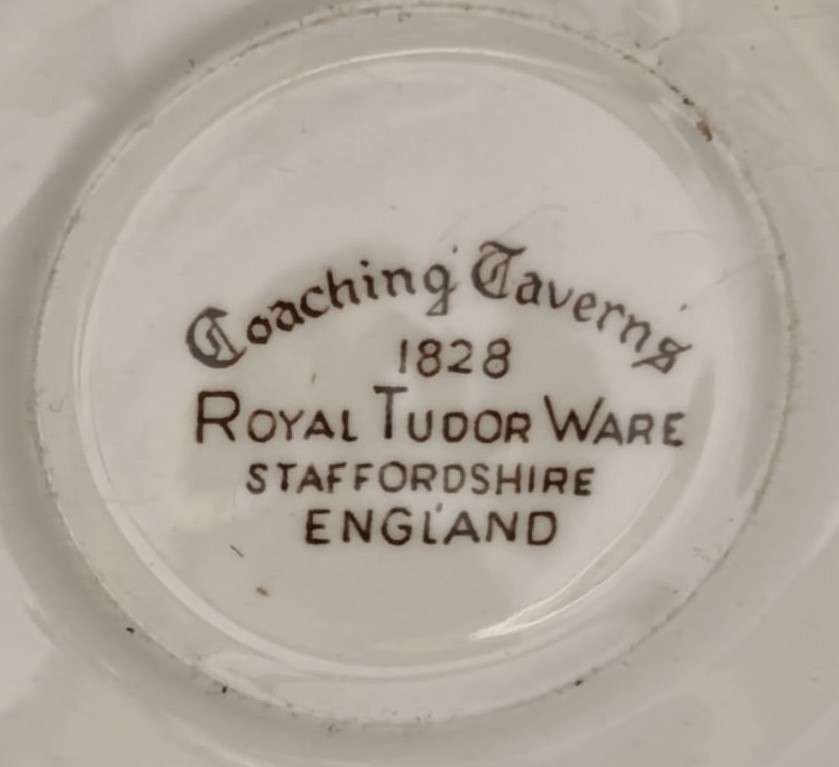 Coaching Taverns
1828
ROYAL TUDOR WARE
STAFFORDSHIRE
ENGLAND